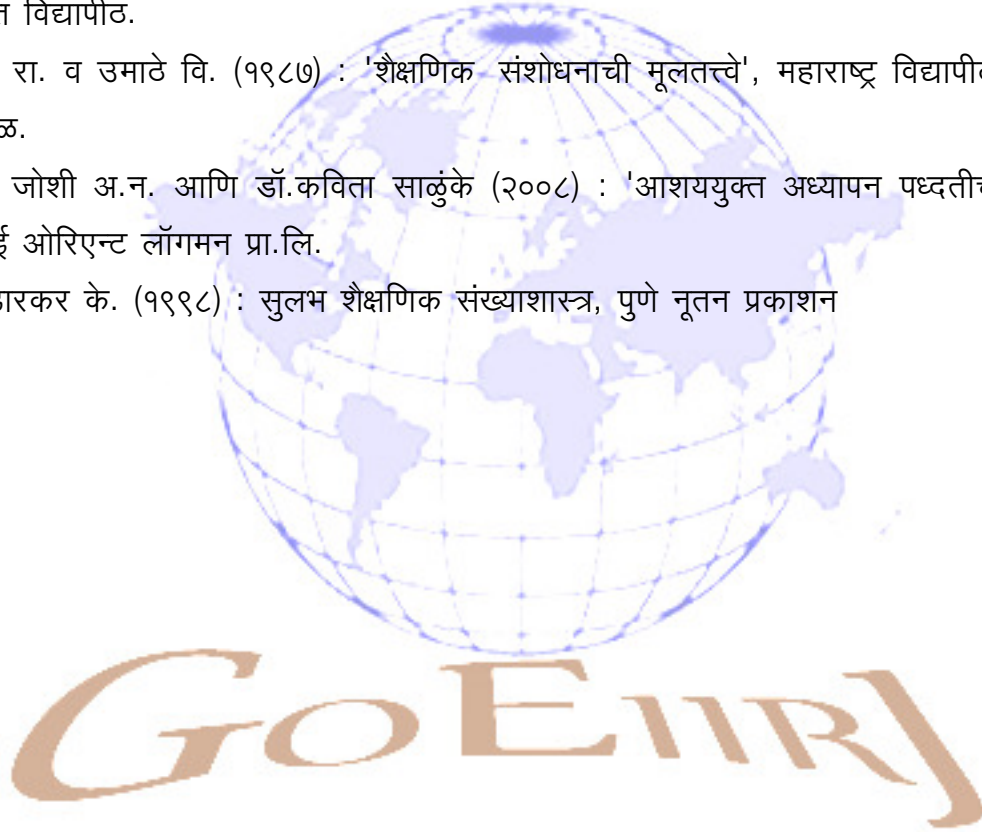 त विद्यापीठ.
रा. व उमाठे वि. (१९८७) : 'शैक्षणिक संशोधनाची मूलतत्त्वे', महाराष्ट्र विद्यापीठ
ळ.
जोशी अ.न. आणि डॉ.कविता साळुंके (२००८) : 'आशययुक्त अध्यापन पध्दतीच
ई ओरिएन्ट लॉगमन प्रा.लि.
डारकर के. (१९९८) : सुलभ शैक्षणिक संख्याशास्त्र, पुणे नूतन प्रकाशन
GOEIIRJ